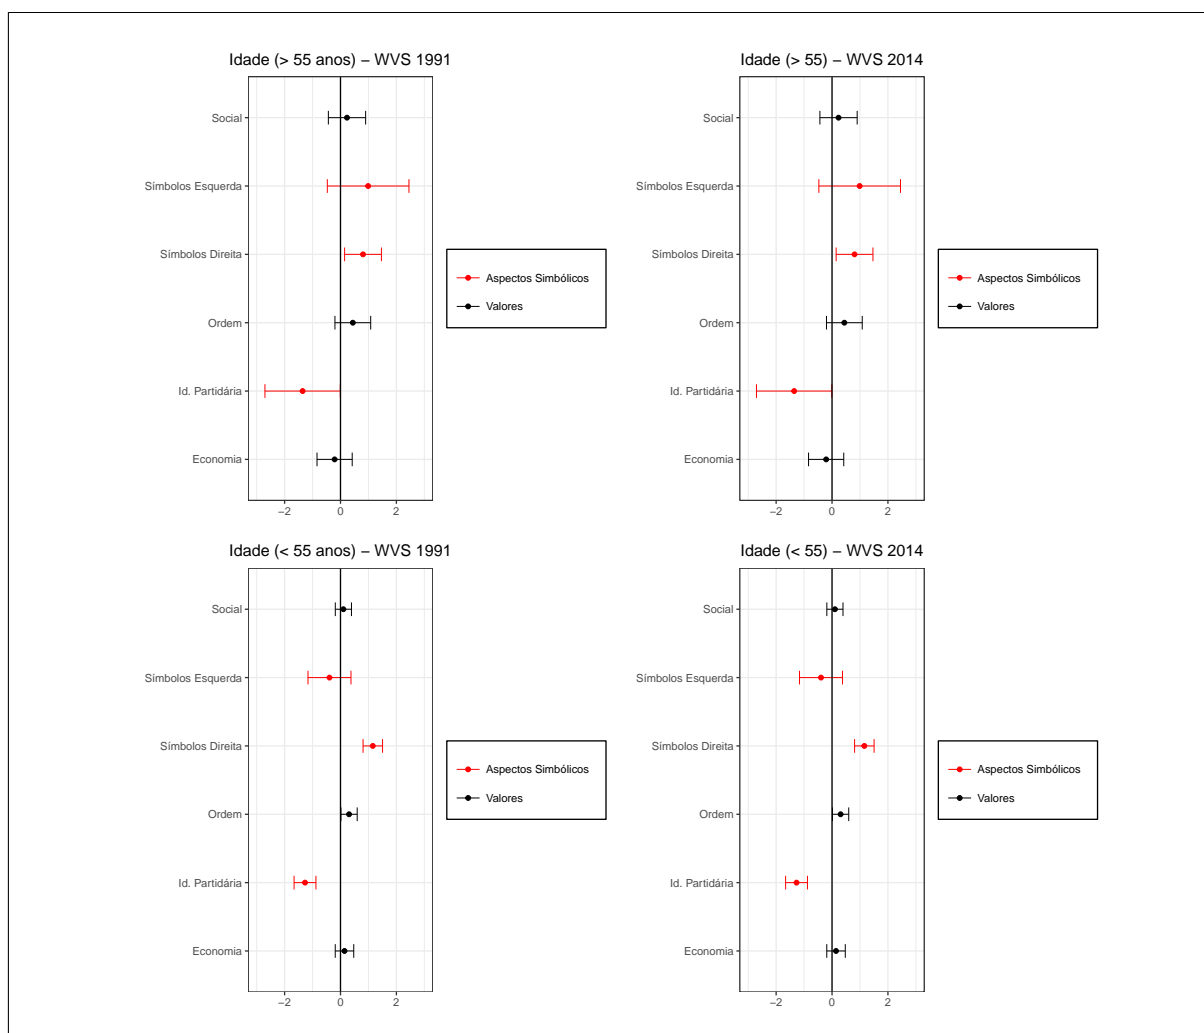 Idade (> 55 anos) – WVS 1991
Social
Símbolos Esquerda
Símbolos Direita
Ordem
Id. Partidária
Economia
−2 0 2
Aspectos Simbólicos
Valores
Idade (> 55) – WVS 2014
Social
Símbolos Esquerda
Símbolos Direita
Ordem
Id. Partidária
Economia
−2 0 2
Aspectos Simbólicos
Valores
Idade (< 55 anos) – WVS 1991
Social
Símbolos Esquerda
Símbolos Direita
Ordem
Id. Partidária
Economia
−2 0 2
Aspectos Simbólicos
Valores
Idade (< 55) – WVS 2014
Social
Símbolos Esquerda
Símbolos Direita
Ordem
Id. Partidária
Economia
−2 0 2
Aspectos Simbólicos
Valores